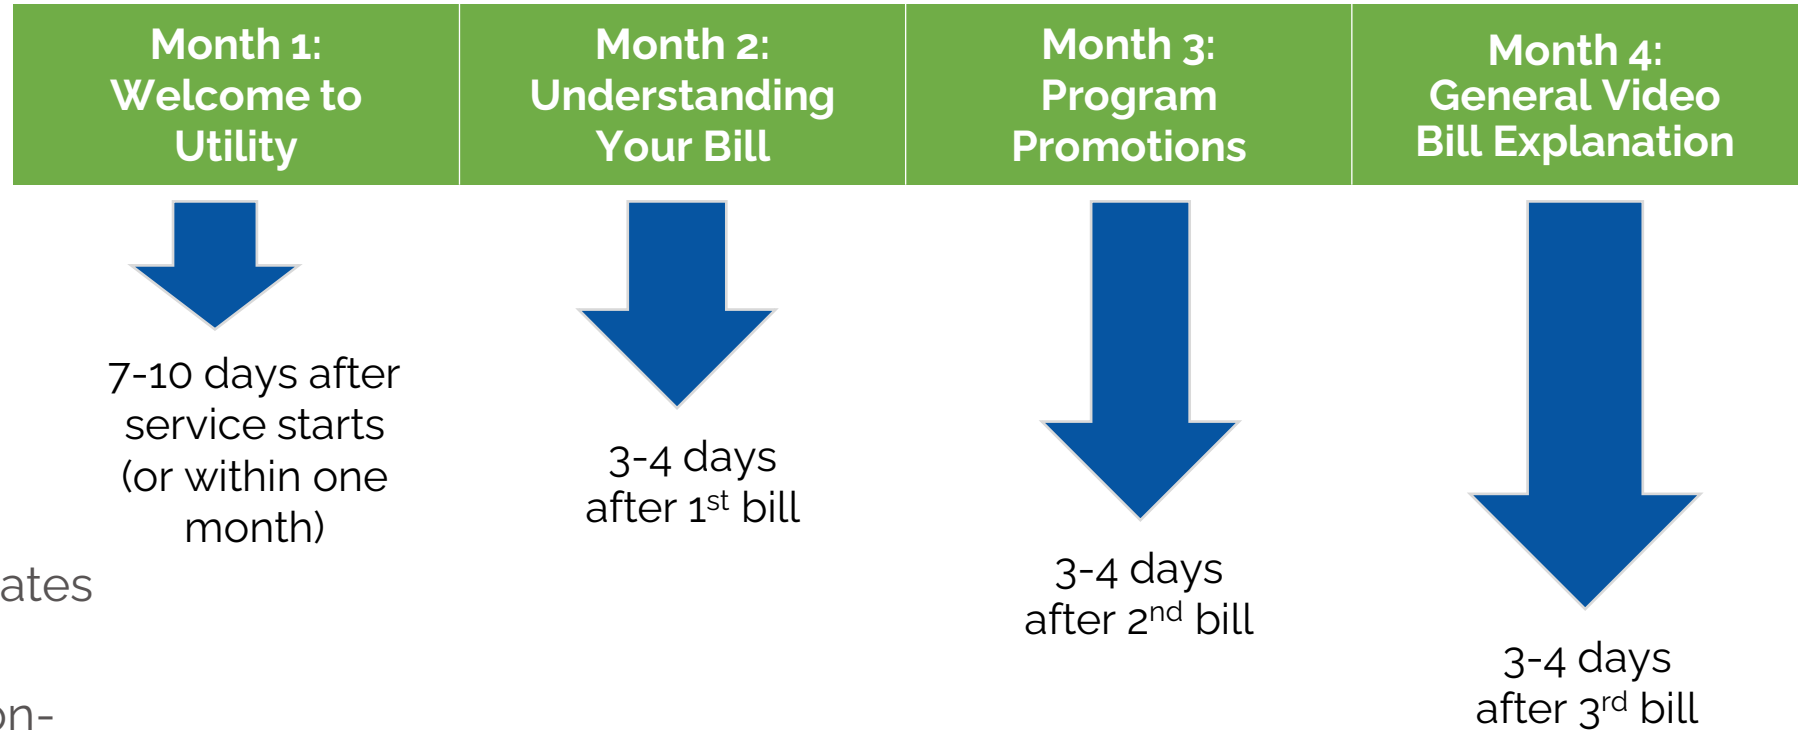 Month 1:
Welcome to
Utility
Month 2:
Understanding
Your Bill
Month 3:
Program
Promotions
Month 4:
General Video
Bill Explanation
7-10 days after
service starts
(or within one
month)
3-4 days
after 1st bill
3-4 days
after 2nd bill
3-4 days
after 3rd bill
ates
on-